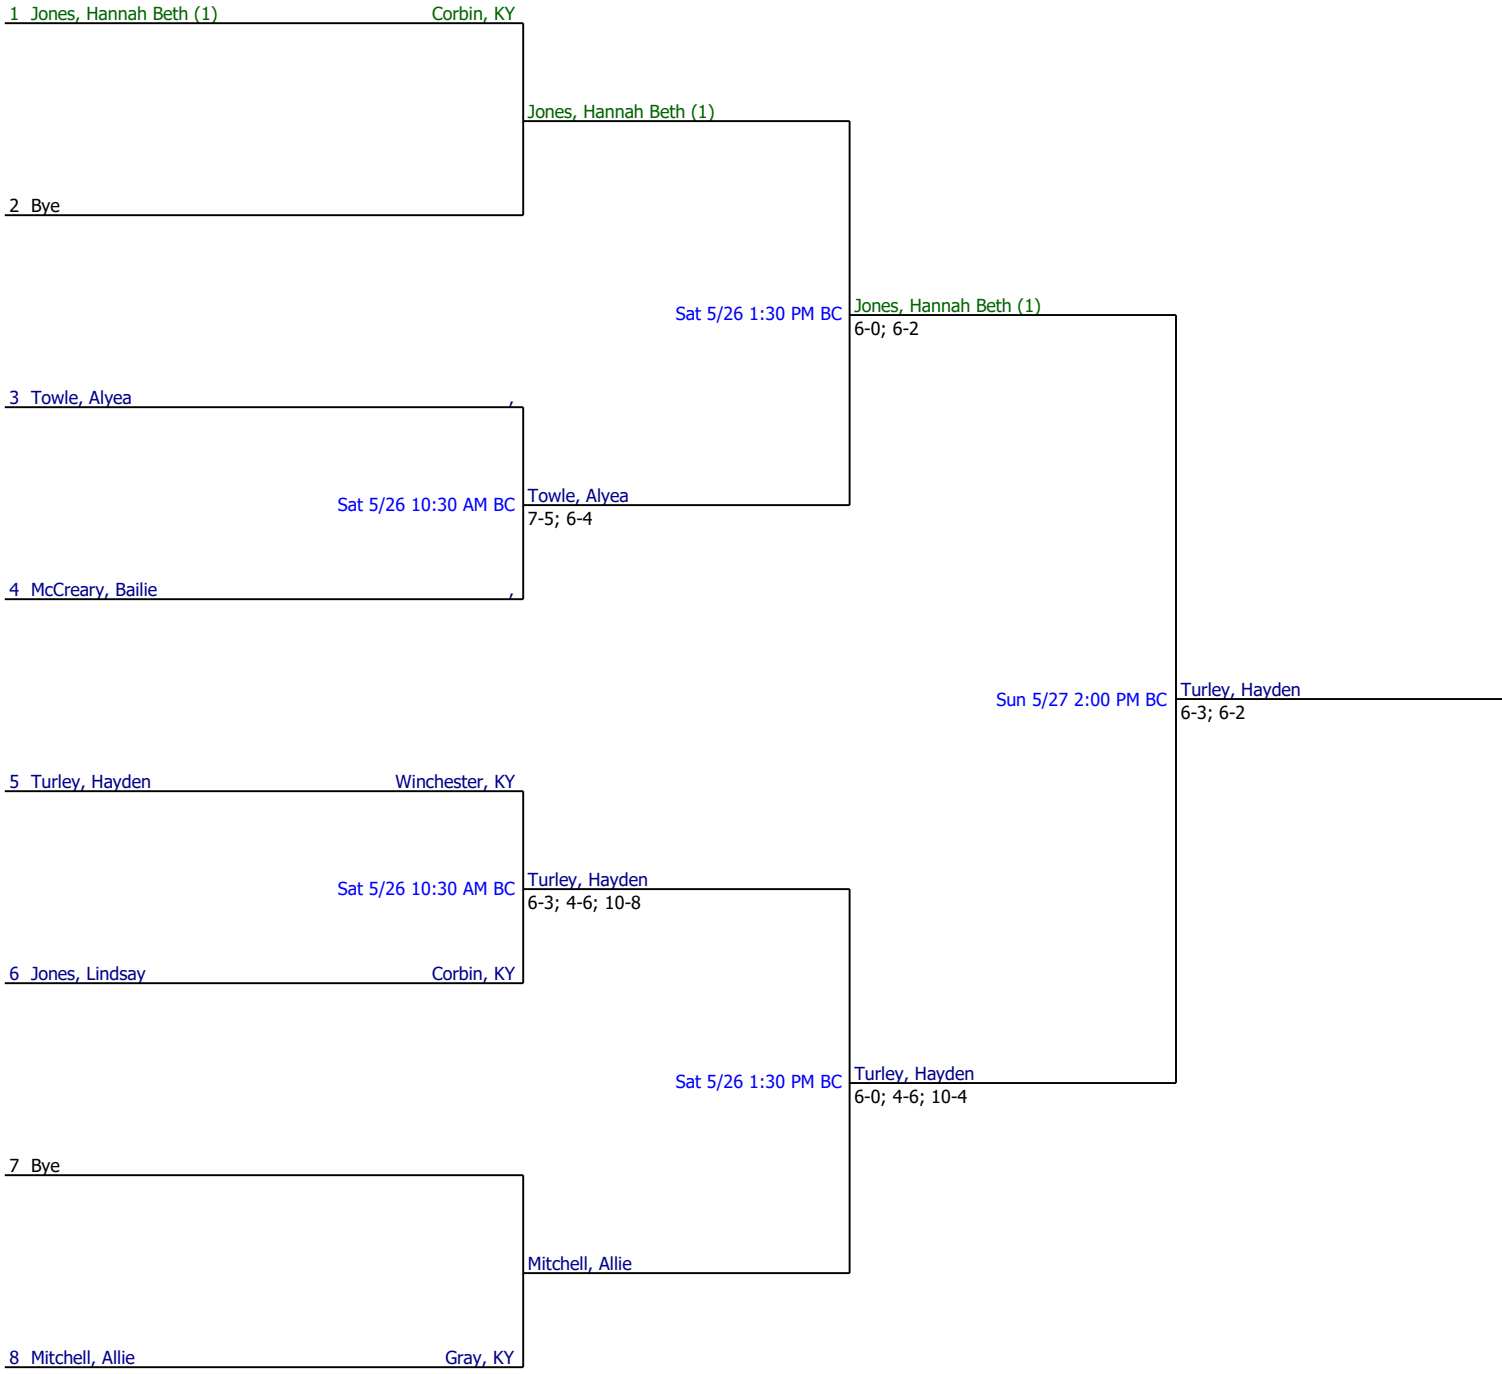 1 Jones, Hannah Beth (1) Corbin, KY
Jones, Hannah Beth (1)
2 Bye
Sat 5/26 1:30 PM BC Jones, Hannah Beth (1)
6-0; 6-2
3 Towle, Alyea ,
Sat 5/26 10:30 AM BC Towle, Alyea
7-5; 6-4
4 McCreary, Bailie ,
Sun 5/27 2:00 PM BC Turley, Hayden
6-3; 6-2
5 Turley, Hayden Winchester, KY
Sat 5/26 10:30 AM BC Turley, Hayden
6-3; 4-6; 10-8
6 Jones, Lindsay Corbin, KY
Sat 5/26 1:30 PM BC Turley, Hayden
6-0; 4-6; 10-4
7 Bye
Mitchell, Allie
8 Mitchell, Allie Gray, KY